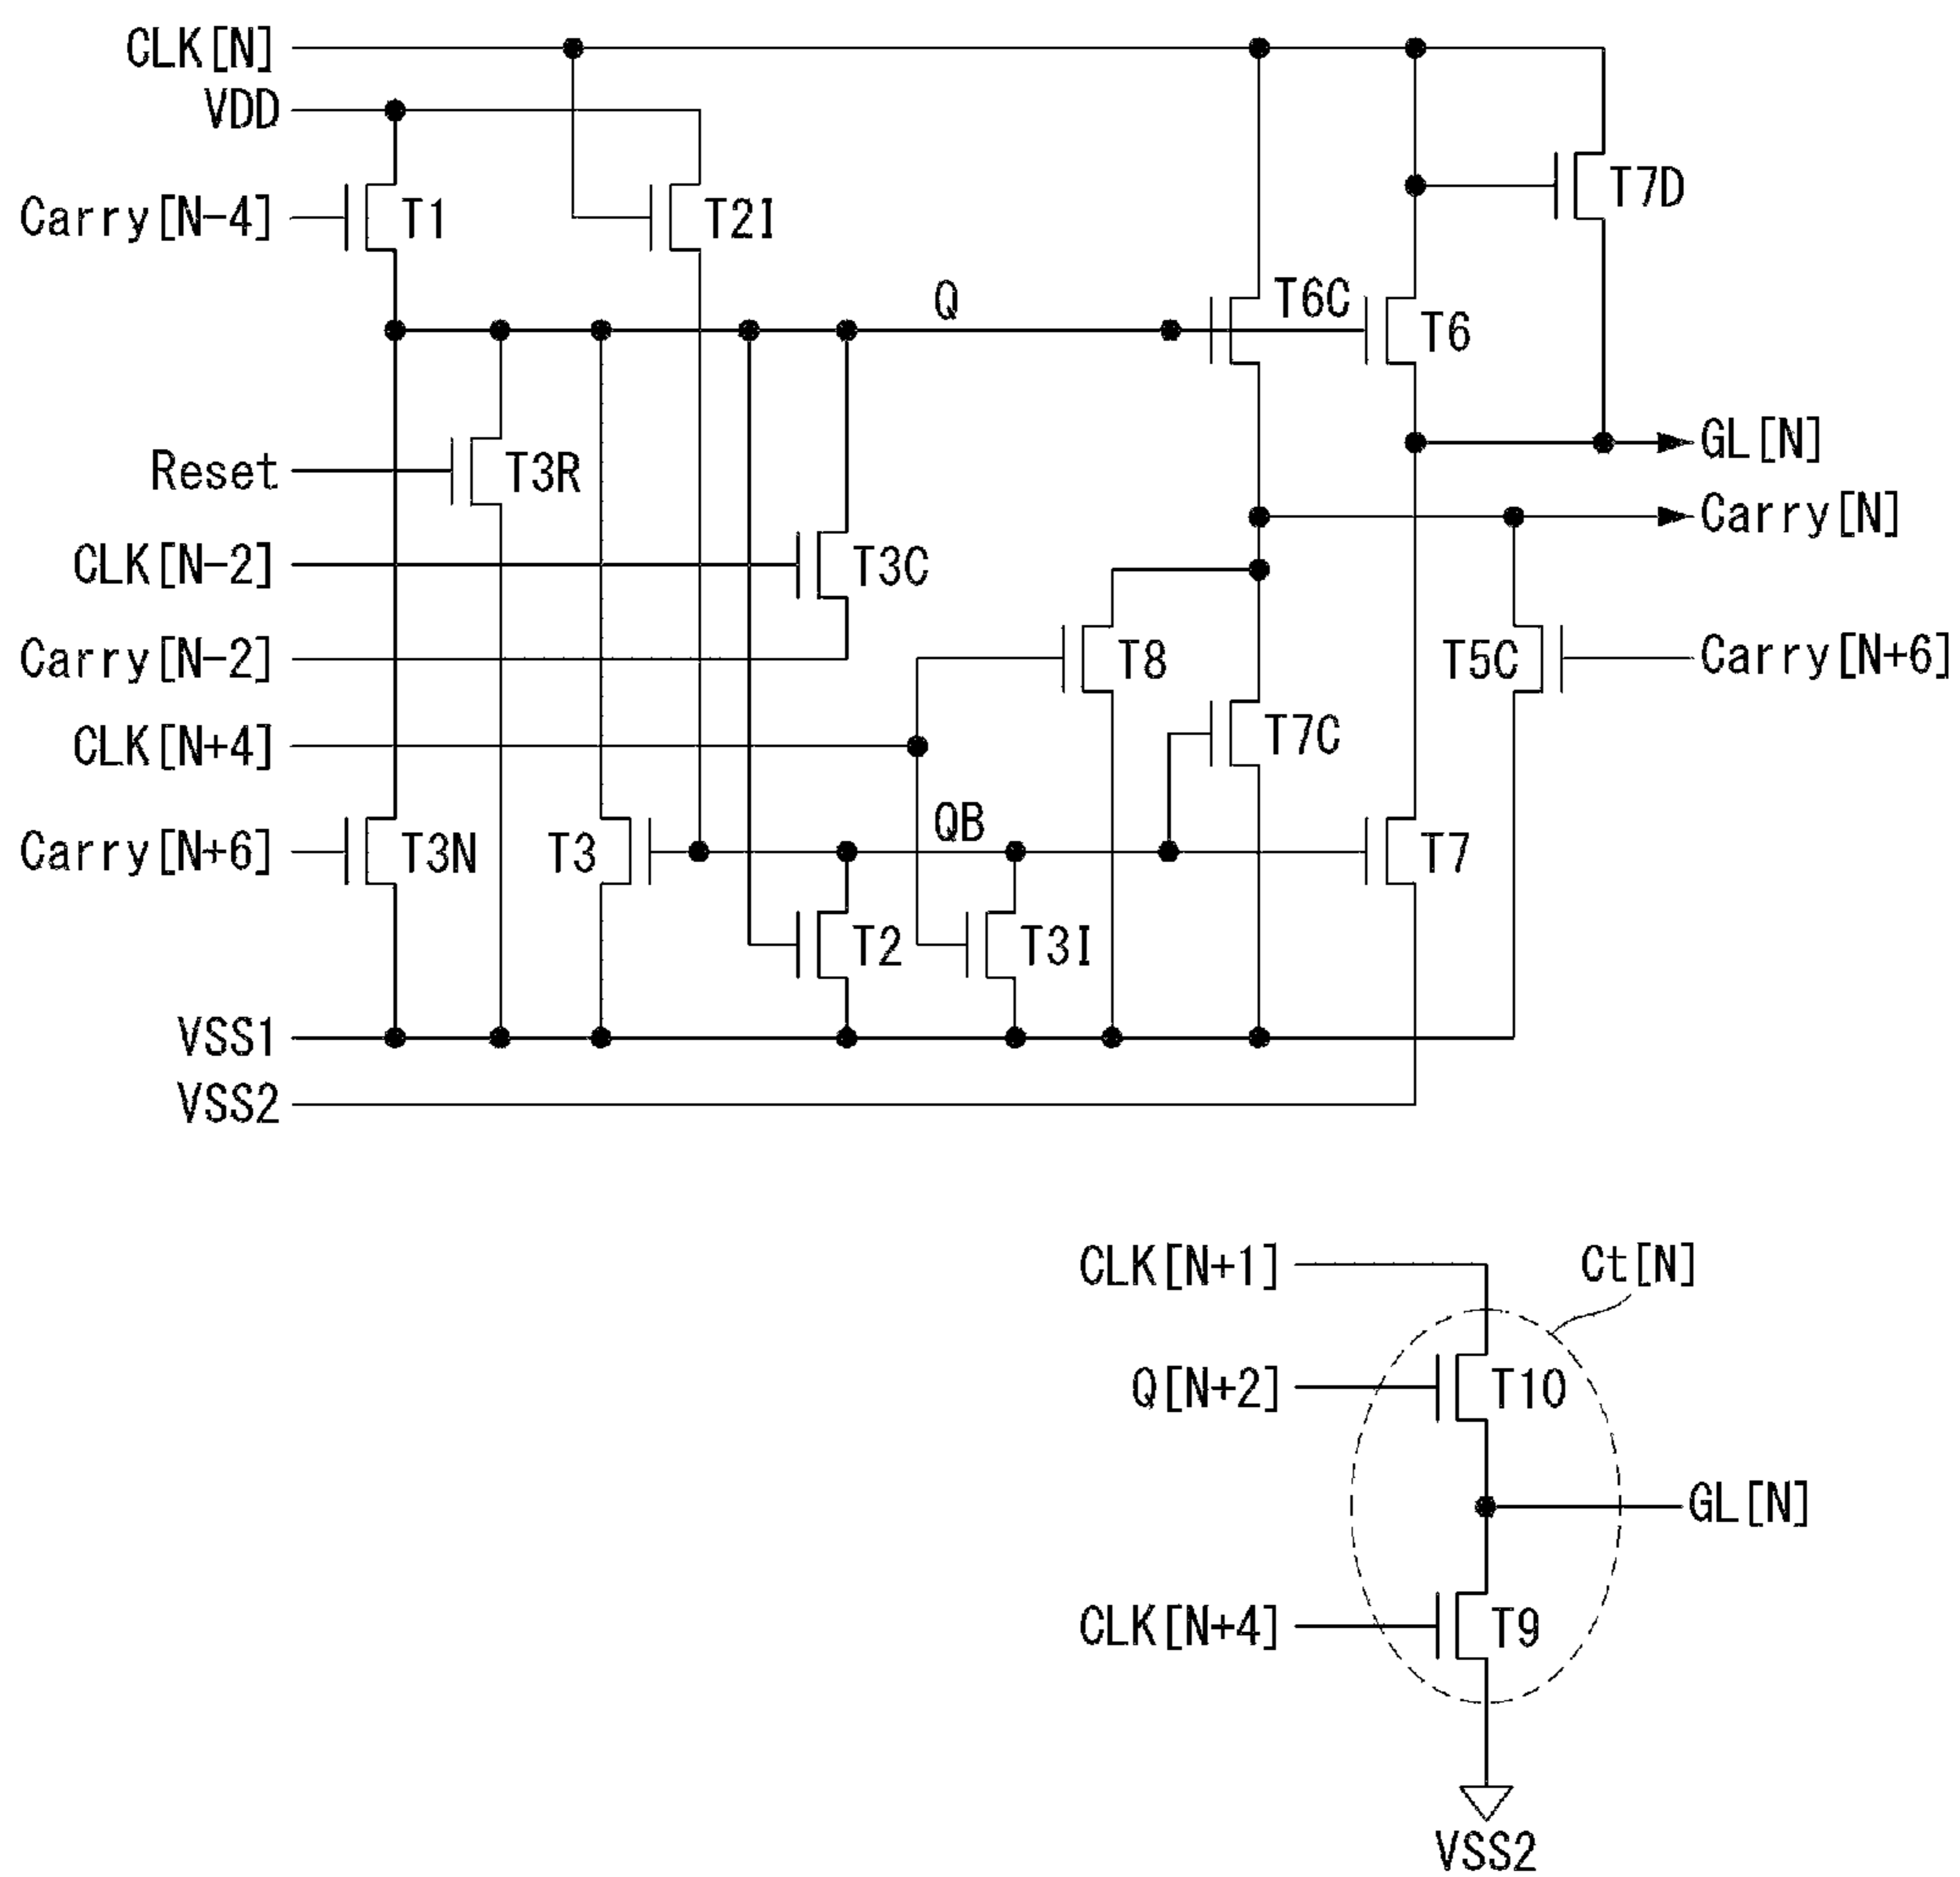 CLK[N]
VDD
Carry[N-4]
T1
T2I
T7D
Q
T6C
T6
GL[N]
Reset
T3R
Carry[N]
CLK[N-2]
T3C
Carry[N-2]
T8
T5C
Carry[N+6]
CLK[N+4]
T7C
QB
Carry[N+6]
T3N
T3
T7
T2
T3I
VSS1
VSS2
CLK[N+1]
Ct[N]
Q[N+2]
T10
GL[N]
CLK[N+4]
T9
VSS2